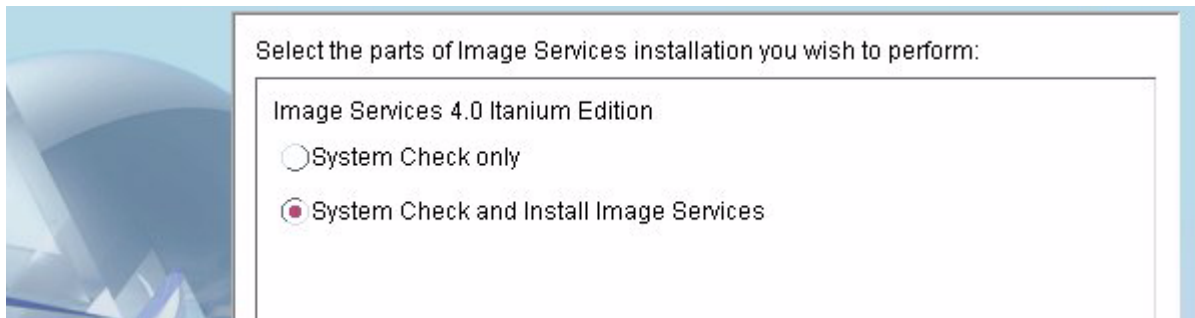 Select the parts of Image Services installation you wish to perform:
Image Services 4.0 Itanium Edition
System Check only
System Check and Install Image Services